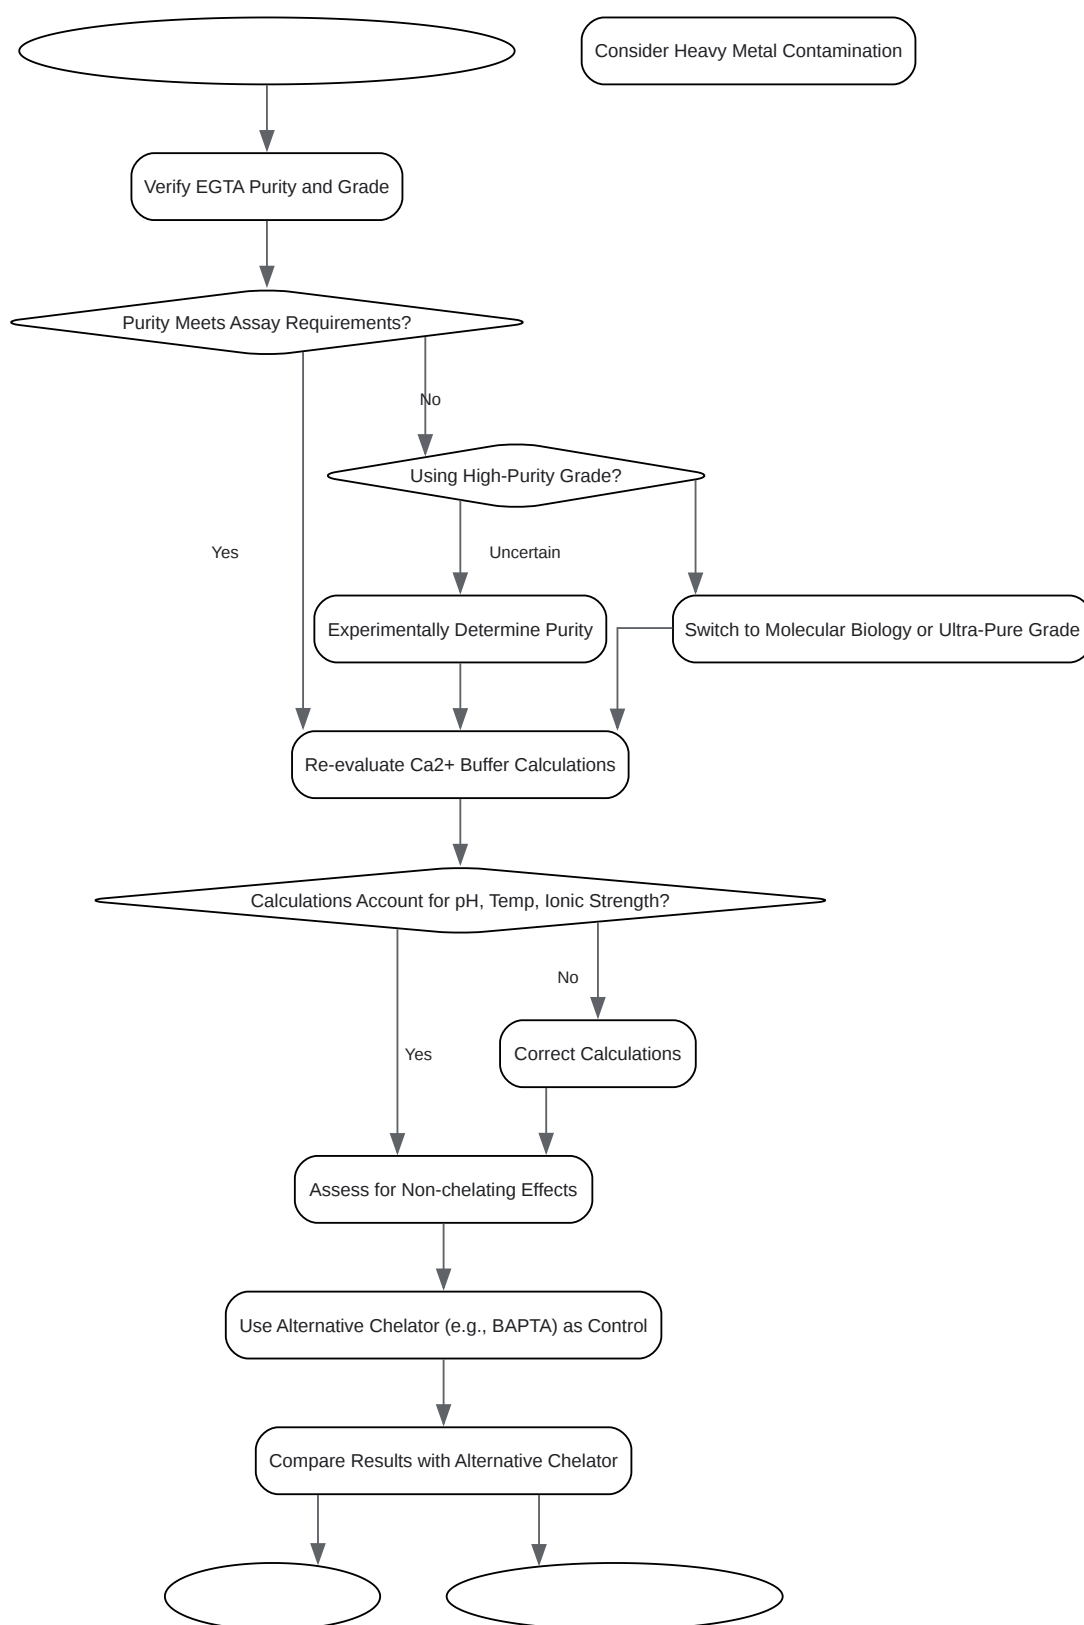 Consider Heavy Metal Contamination
Verify EGTA Purity and Grade
Purity Meets Assay Requirements?
No
Using High-Purity Grade?
Yes
Uncertain
Experimentally Determine Purity
Switch to Molecular Biology or Ultra-Pure Grade
Re-evaluate Ca2+ Buffer Calculations
Calculations Account for pH, Temp, Ionic Strength?
No
Yes
Correct Calculations
Assess for Non-chelating Effects
Use Alternative Chelator (e.g., BAPTA) as Control
Compare Results with Alternative Chelator